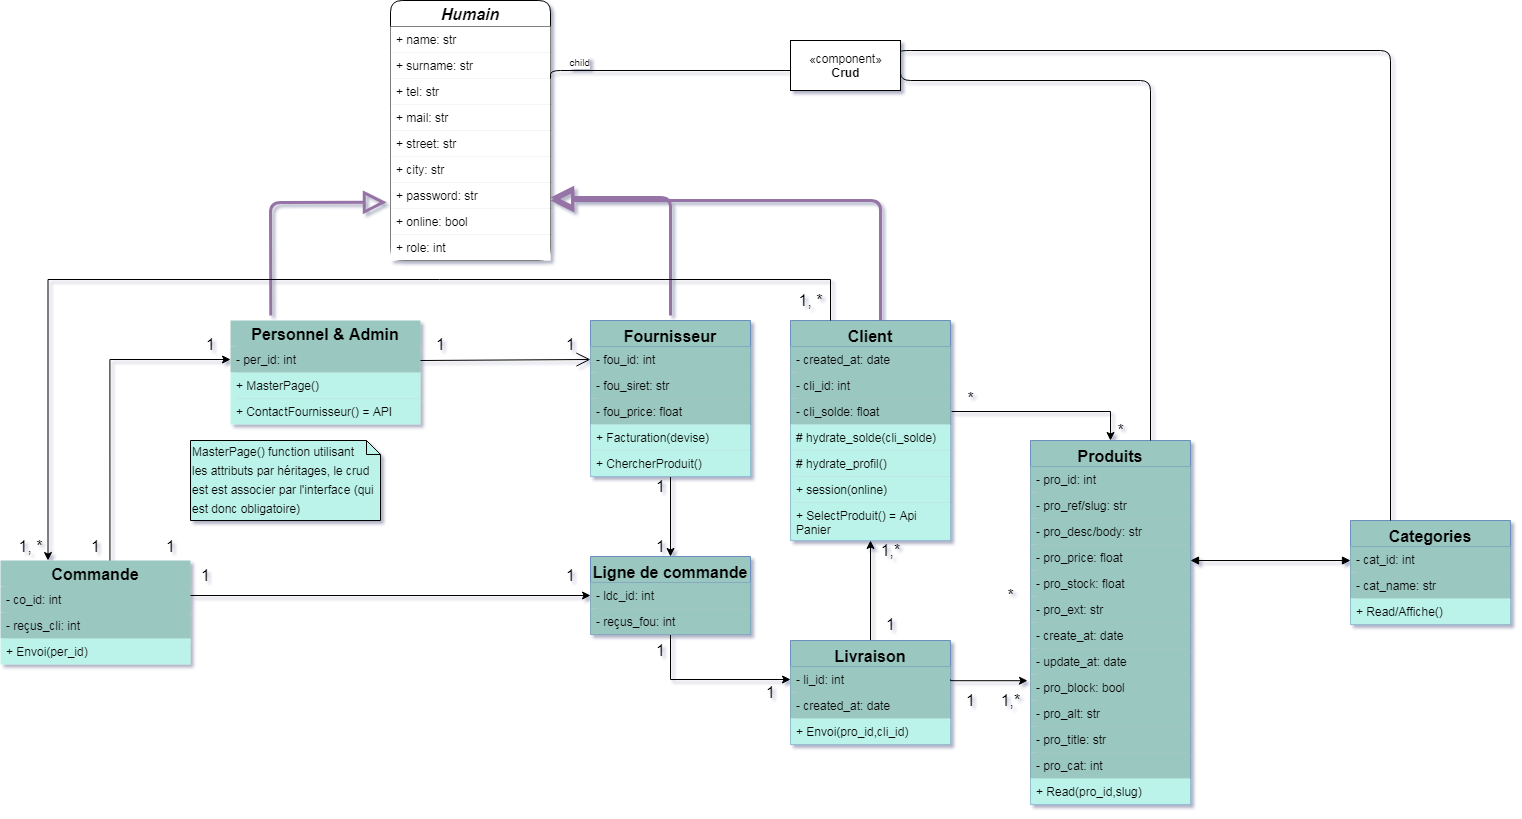 Humain
+ name: str
+ surname: str
+ tel: str
+ mail: str
+ street: str
+ city: str
+ password: str
+ online: bool
+ role: int
child
«component»
Crud
1, *
Personnel & Admin
- per_id: int
+ MasterPage()
+ ContactFournisseur() = API
1
1
1
Fournisseur
- fou_id: int
- fou_siret: str
- fou_price: float
+ Facturation(devise)
+ ChercherProduit()
Client
- created_at: date
- cli_id: int
- cli_solde: float
# hydrate_solde(cli_solde)
# hydrate_profil()
+ session(online)
+ SelectProduit() = Api
Panier
*
*
MasterPage() function utilisant
les attributs par héritages, le crud
est est associer par l'interface (qui
est donc obligatoire)
Produits
- pro_id: int
- pro_ref/slug: str
- pro_desc/body: str
- pro_price: float
- pro_stock: float
- pro_ext: str
- create_at: date
- update_at: date
- pro_block: bool
- pro_alt: str
- pro_title: str
- pro_cat: int
+ Read(pro_id,slug)
Categories
- cat_id: int
- cat_name: str
+ Read/Affiche()
1, *
1
1
1
1
Commande
- co_id: int
- reçus_cli: int
+ Envoi(per_id)
1
1
Ligne de commande
- ldc_id: int
- reçus_fou: int
1
1
1,*
1
*
Livraison
- li_id: int
- created_at: date
+ Envoi(pro_id,cli_id)
1
1,*